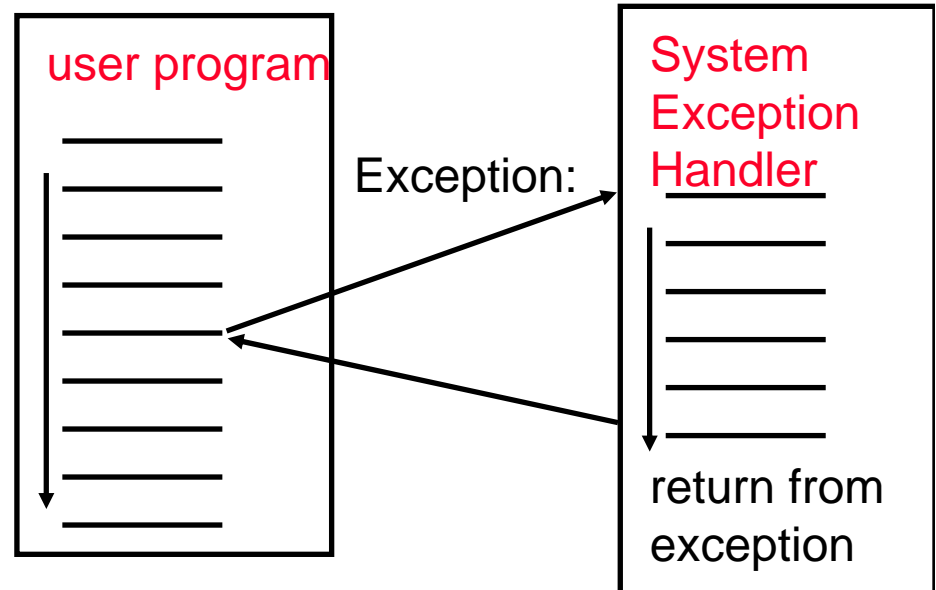 user program
Exception:
System
Exception
Handler
return from
exception